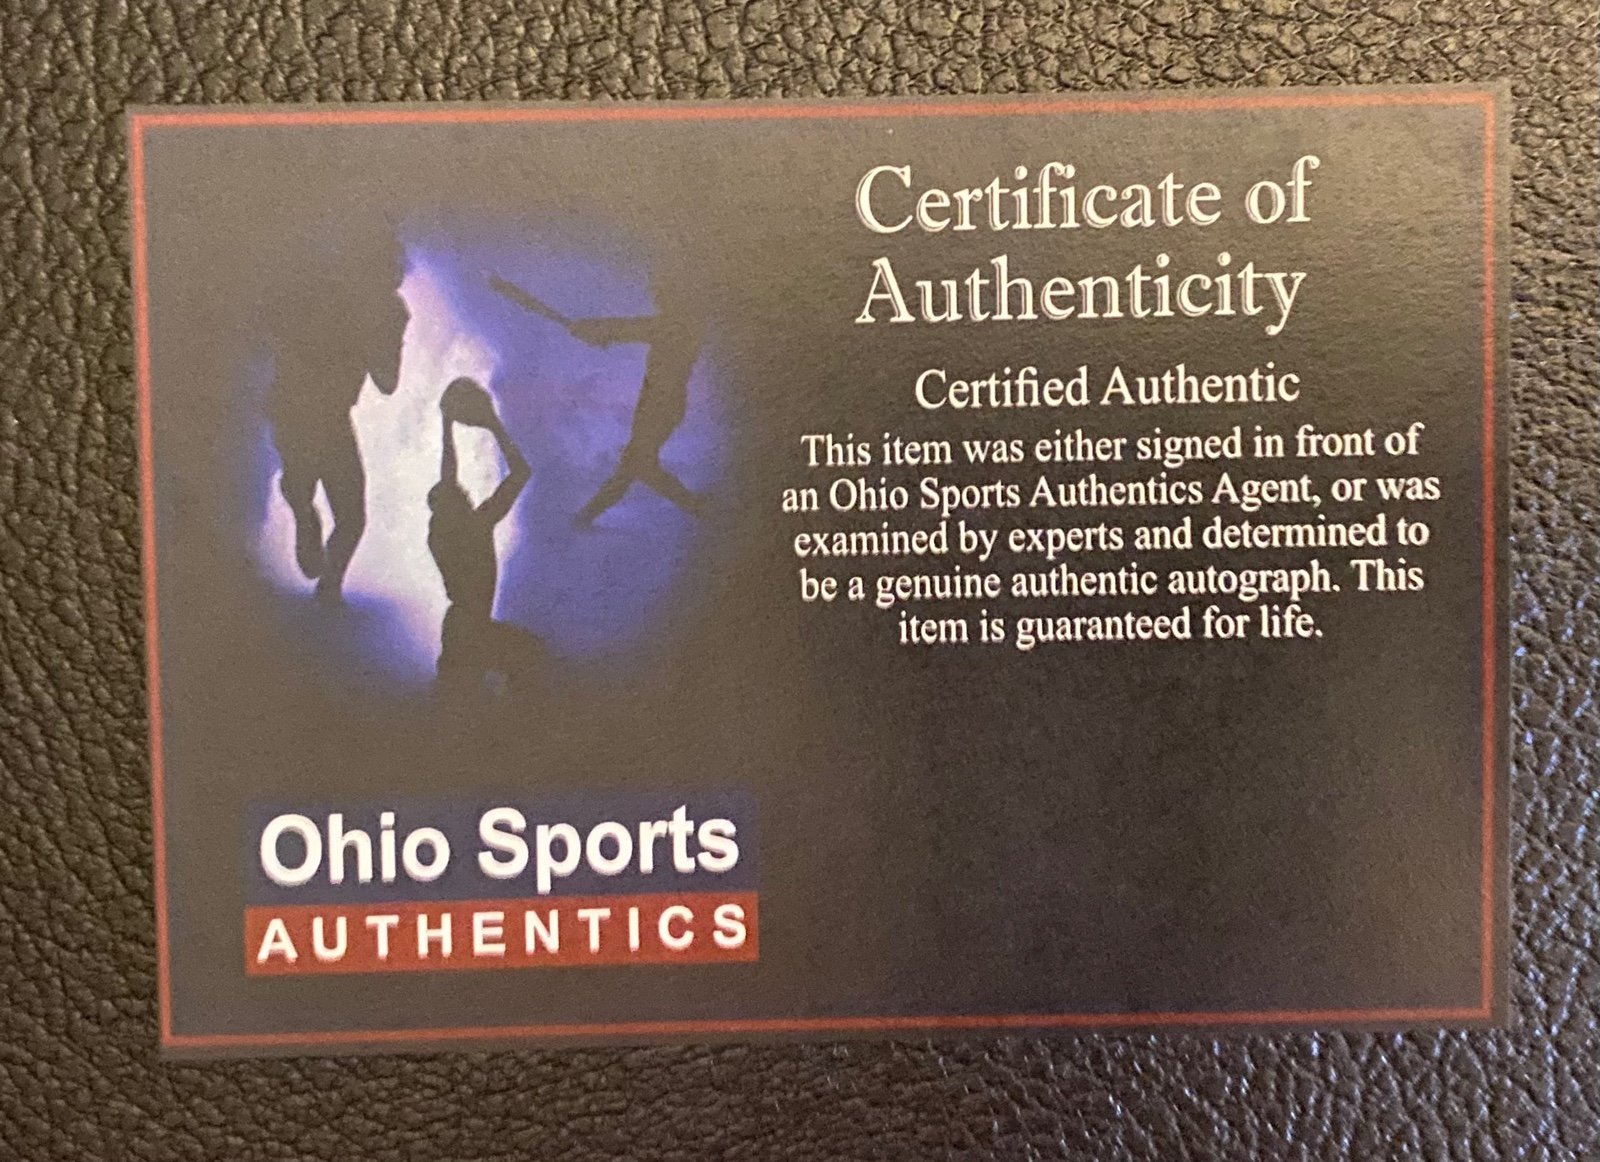 Certificate of
Authenticity
Certified Authentic
This item was either signed in front of
an Ohio Sports Authentics Agent, or was
examined by experts and determined to
be a genuine authentic autograph. This
item is guaranteed for life.
Ohio Sports
AUTHENTICS